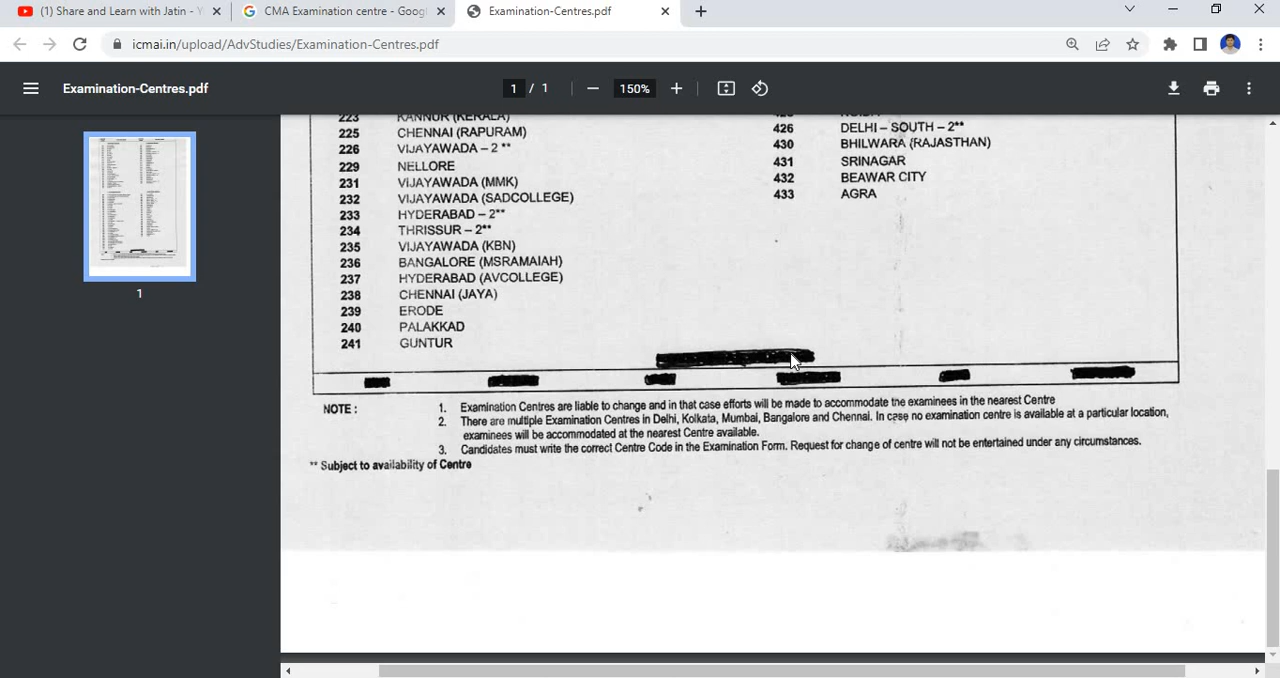 (1) Share and Learn with Jatin - Y
CMA Examination centre - Goog
Examination-Centres.pdf
icmai.in/upload/AdvStudies/Examination-Centres.pdf
Examination-Centres.pdf
1 / 1
150%
1
223 KANNUR (KERALA)
225 CHENNAI (RAPURAM)
226 VIJAYAWADA – 2 **
229 NELLORE
231 VIJAYAWADA (MMK)
232 VIJAYAWADA (SADCOLLEGE)
233 HYDERABAD – 2**
234 THRISSUR – 2**
235 VIJAYAWADA (KBN)
236 BANGALORE (MSRAMAIAH)
237 HYDERABAD (AVCOLLEGE)
238 CHENNAI (JAYA)
239 ERODE
240 PALAKKAD
241 GUNTUR
426 DELHI – SOUTH – 2**
430 BHILWARA (RAJASTHAN)
431 SRINAGAR
432 BEAWAR CITY
433 AGRA
NOTE : 1. Examination Centres are liable to change and in that case efforts will be made to accommodate the examinees in the nearest Centre
2. There are multiple Examination Centres in Delhi, Kolkata, Mumbai, Bangalore and Chennai. In case no examination centre is available at a particular location,
examinees will be accommodated at the nearest Centre available.
3. Candidates must write the correct Centre Code in the Examination Form. Request for change of centre will not be entertained under any circumstances.
** Subject to availability of Centre